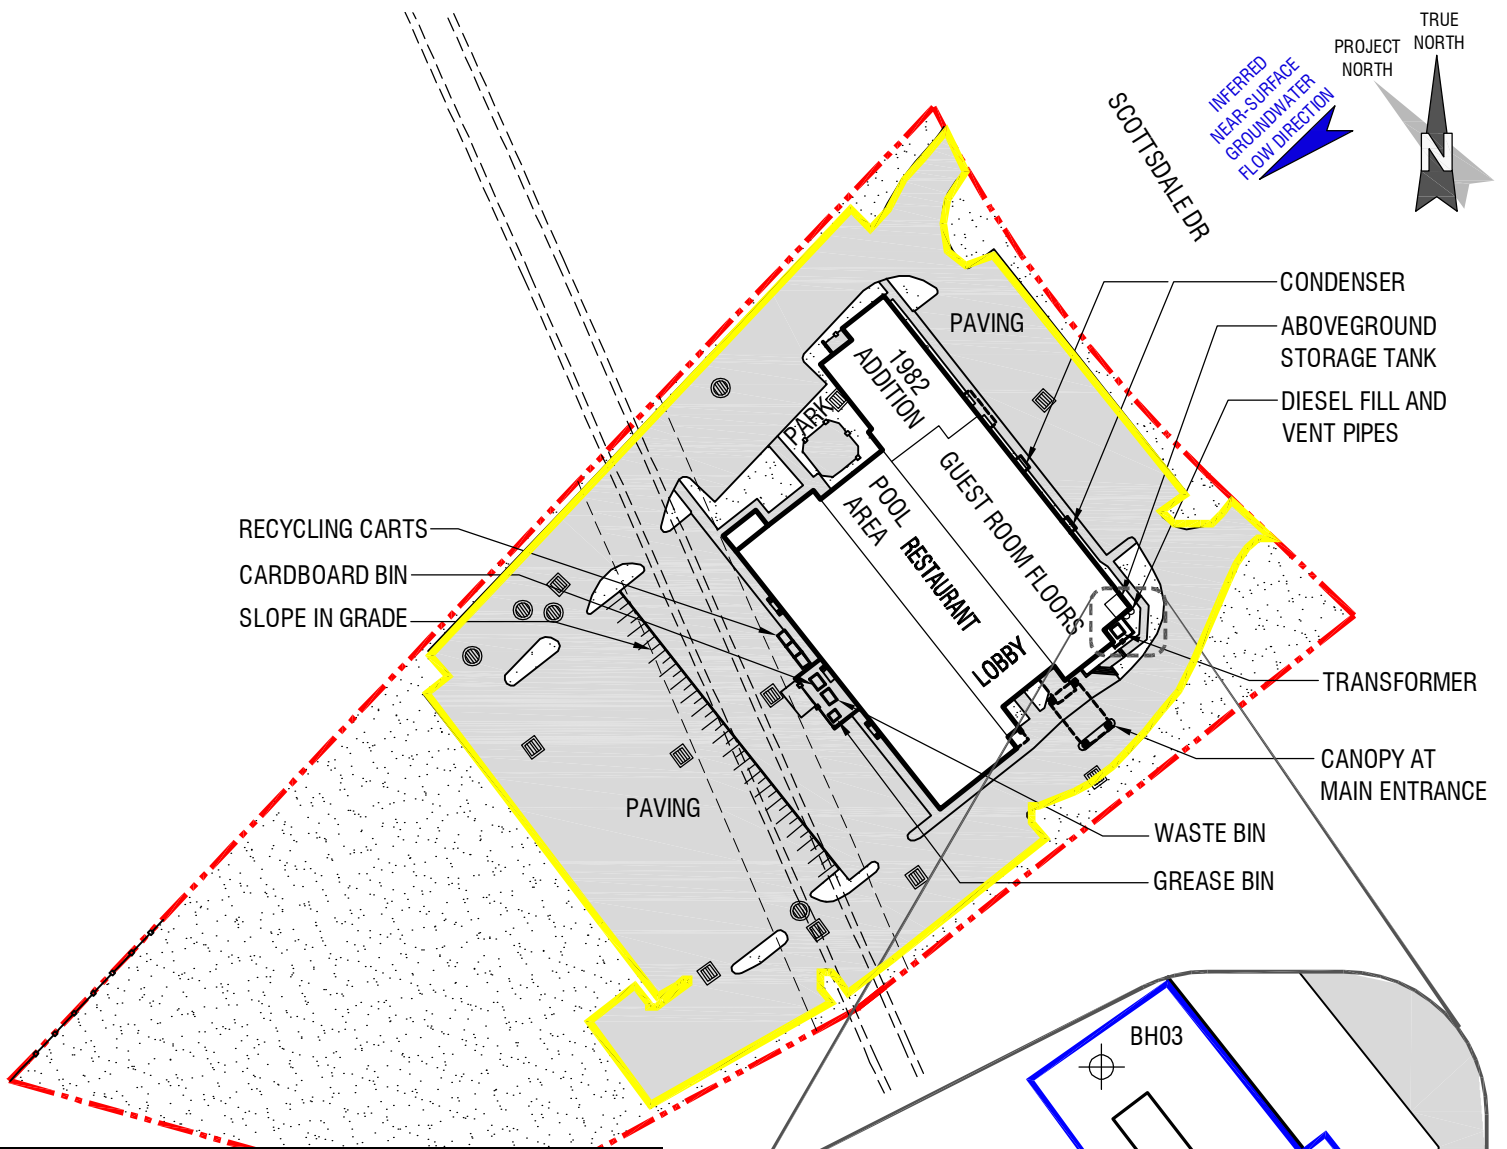 TRUE
NORTH
PROJECT
NORTH
N
INFERRED
NEAR-SURFACE
GROUNDWATER
FLOW DIRECTION
SCOTTSDALE DR
CONDENSER
ABOVEGROUND
STORAGE TANK
DIESEL FILL AND
VENT PIPES
PAVING
1982
ADDITION
PARK
GUEST ROOM FLOORS
POOL
AREA
RESTAURANT
LOBBY
RECYCLING CARTS
CARDBOARD BIN
SLOPE IN GRADE
TRANSFORMER
CANOPY AT
MAIN ENTRANCE
PAVING
WASTE BIN
GREASE BIN
BH03